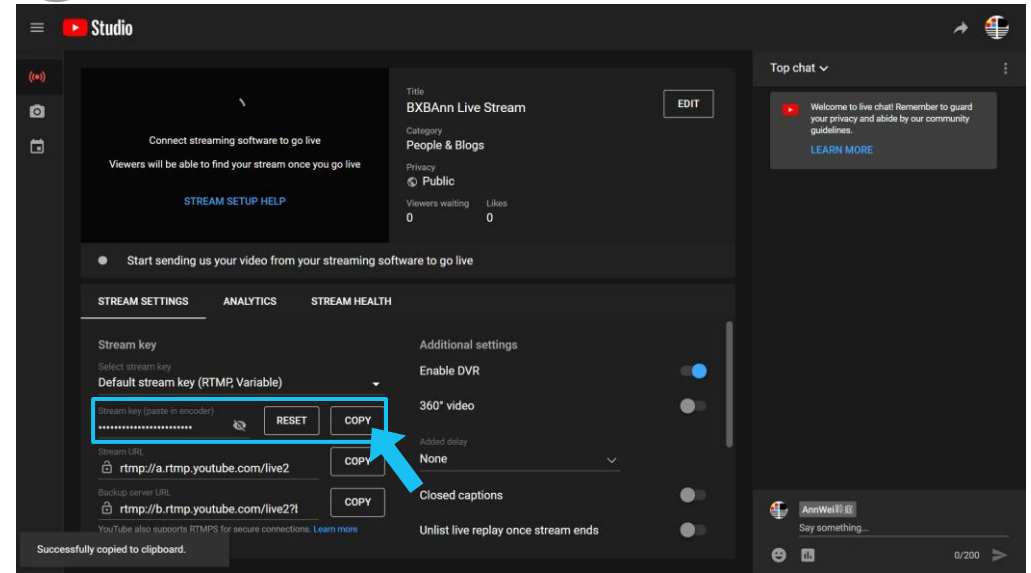 Studio
Connect streaming software to go live
Viewers will be able to find your stream once you go live
STREAM SETUP HELP
Title
BXBAnn Live Stream
EDIT
Category
People & Blogs
Privacy
Public
Viewers waiting Likes
0 0
Start sending us your video from your streaming software to go live
STREAM SETTINGS ANALYTICS STREAM HEALTH
Stream key
Select stream key
Default stream key (RTMP, Variable)
Stream key (paste in encoder)
••••••••••••••••••••••••
RESET COPY
Stream URL
rtmp://a.rtmp.youtube.com/live2
COPY
Backup server URL
rtmp://b.rtmp.youtube.com/live2?l
COPY
YouTube also supports RTMPS for secure connections. Learn more
Additional settings
Enable DVR
360° video
Added delay
None
Closed captions
Unlist live replay once stream ends
Successfully copied to clipboard.
Top chat
Welcome to live chat! Remember to guard
your privacy and abide by our community
guidelines.
LEARN MORE
AnnWei
Say something...
0/200